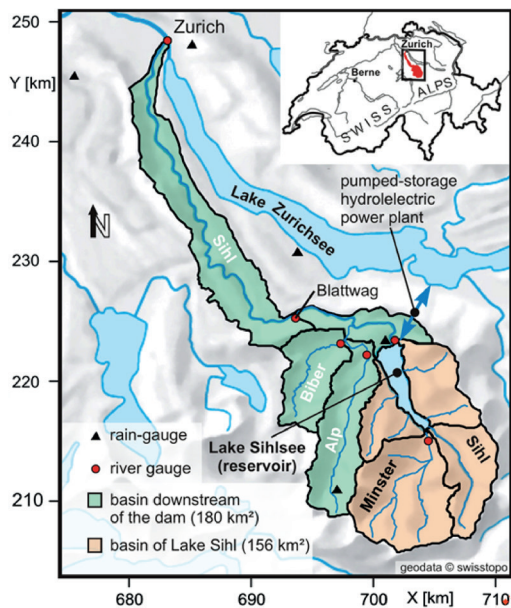 250
Y [km]
240
230
220
210
680
690
700
X [km]
710
Zurich
Zurich
Berne
SWISS ALPS
pumped-storage
hydrolelectric
power plant
Lake Zurichsee
Sihl
Blattwag
Biber
Alp
Lake Sihlsee
(reservoir)
Minster
Sihl
N
rain-gauge
river gauge
basin downstream
of the dam (180 km²)
basin of Lake Sihl (156 km²)
geodata © swisstopo